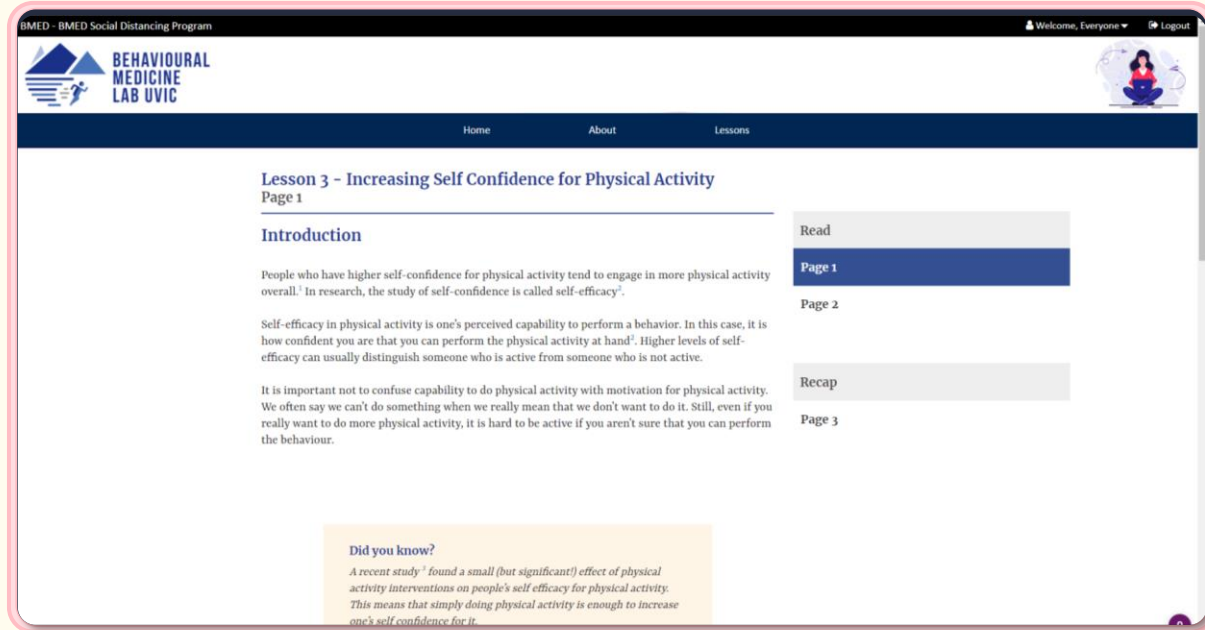 BMED - BMED Social Distancing Program
Welcome, Everyone
Logout
BEHAVIOURAL
MEDICINE
LAB UVIC
Home
About
Lessons
Lesson 3 - Increasing Self Confidence for Physical Activity
Page 1
Introduction
People who have higher self-confidence for physical activity tend to engage in more physical activity
overall.¹ In research, the study of self-confidence is called self-efficacy².
Self-efficacy in physical activity is one's perceived capability to perform a behavior. In this case, it is
how confident you are that you can perform the physical activity at hand². Higher levels of self-
efficacy can usually distinguish someone who is active from someone who is not active.
It is important not to confuse capability to do physical activity with motivation for physical activity.
We often say we can't do something when we really mean that we don't want to do it. Still, even if you
really want to do more physical activity, it is hard to be active if you aren't sure that you can perform
the behaviour.
Did you know?
A recent study ² found a small (but significant!) effect of physical
activity interventions on people's self efficacy for physical activity.
This means that simply doing physical activity is enough to increase
one's self confidence for it.
Read
Page 1
Page 2
Recap
Page 3